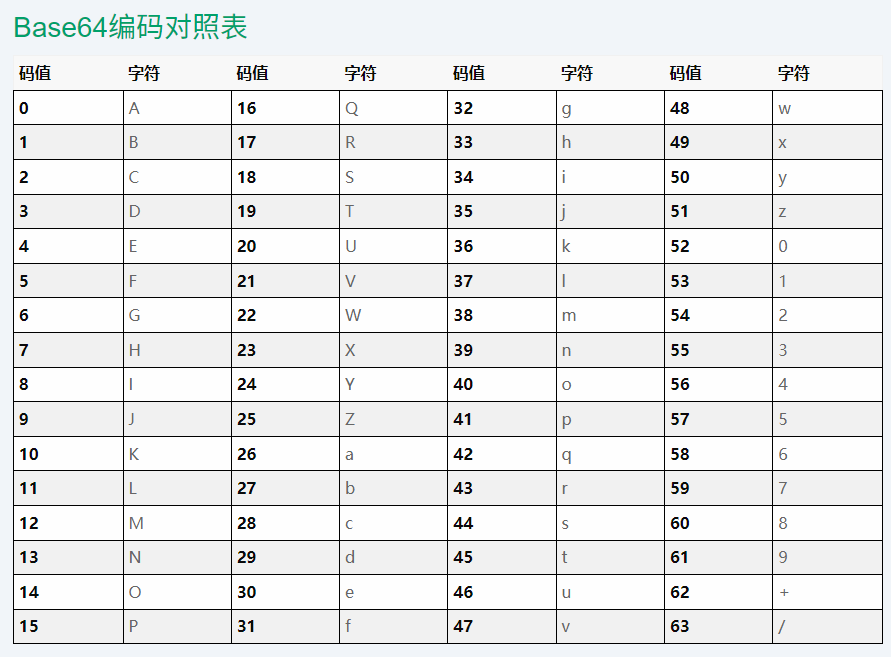 Base64编码对照表
码值 字符 码值 字符 码值 字符 码值 字符
0 A 16 Q 32 g 48 w
1 B 17 R 33 h 49 x
2 C 18 S 34 i 50 y
3 D 19 T 35 j 51 z
4 E 20 U 36 k 52 0
5 F 21 V 37 l 53 1
6 G 22 W 38 m 54 2
7 H 23 X 39 n 55 3
8 I 24 Y 40 o 56 4
9 J 25 Z 41 p 57 5
10 K 26 a 42 q 58 6
11 L 27 b 43 r 59 7
12 M 28 c 44 s 60 8
13 N 29 d 45 t 61 9
14 O 30 e 46 u 62 +
15 P 31 f 47 v 63 /